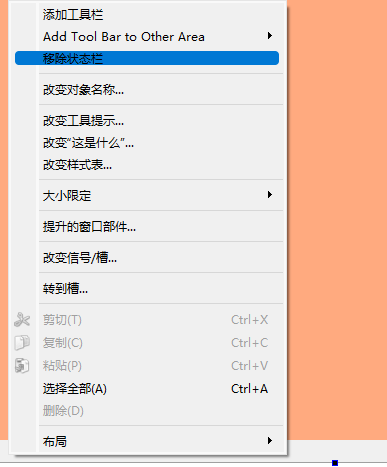 添加工具栏
Add Tool Bar to Other Area
移除状态栏
改变对象名称...
改变工具提示...
改变“这是什么”...
改变样式表...
大小限定
提升的窗口部件...
改变信号/槽...
转到槽...
剪切(T) Ctrl+X
复制(C) Ctrl+C
粘贴(P) Ctrl+V
选择全部(A) Ctrl+A
删除(D)
布局